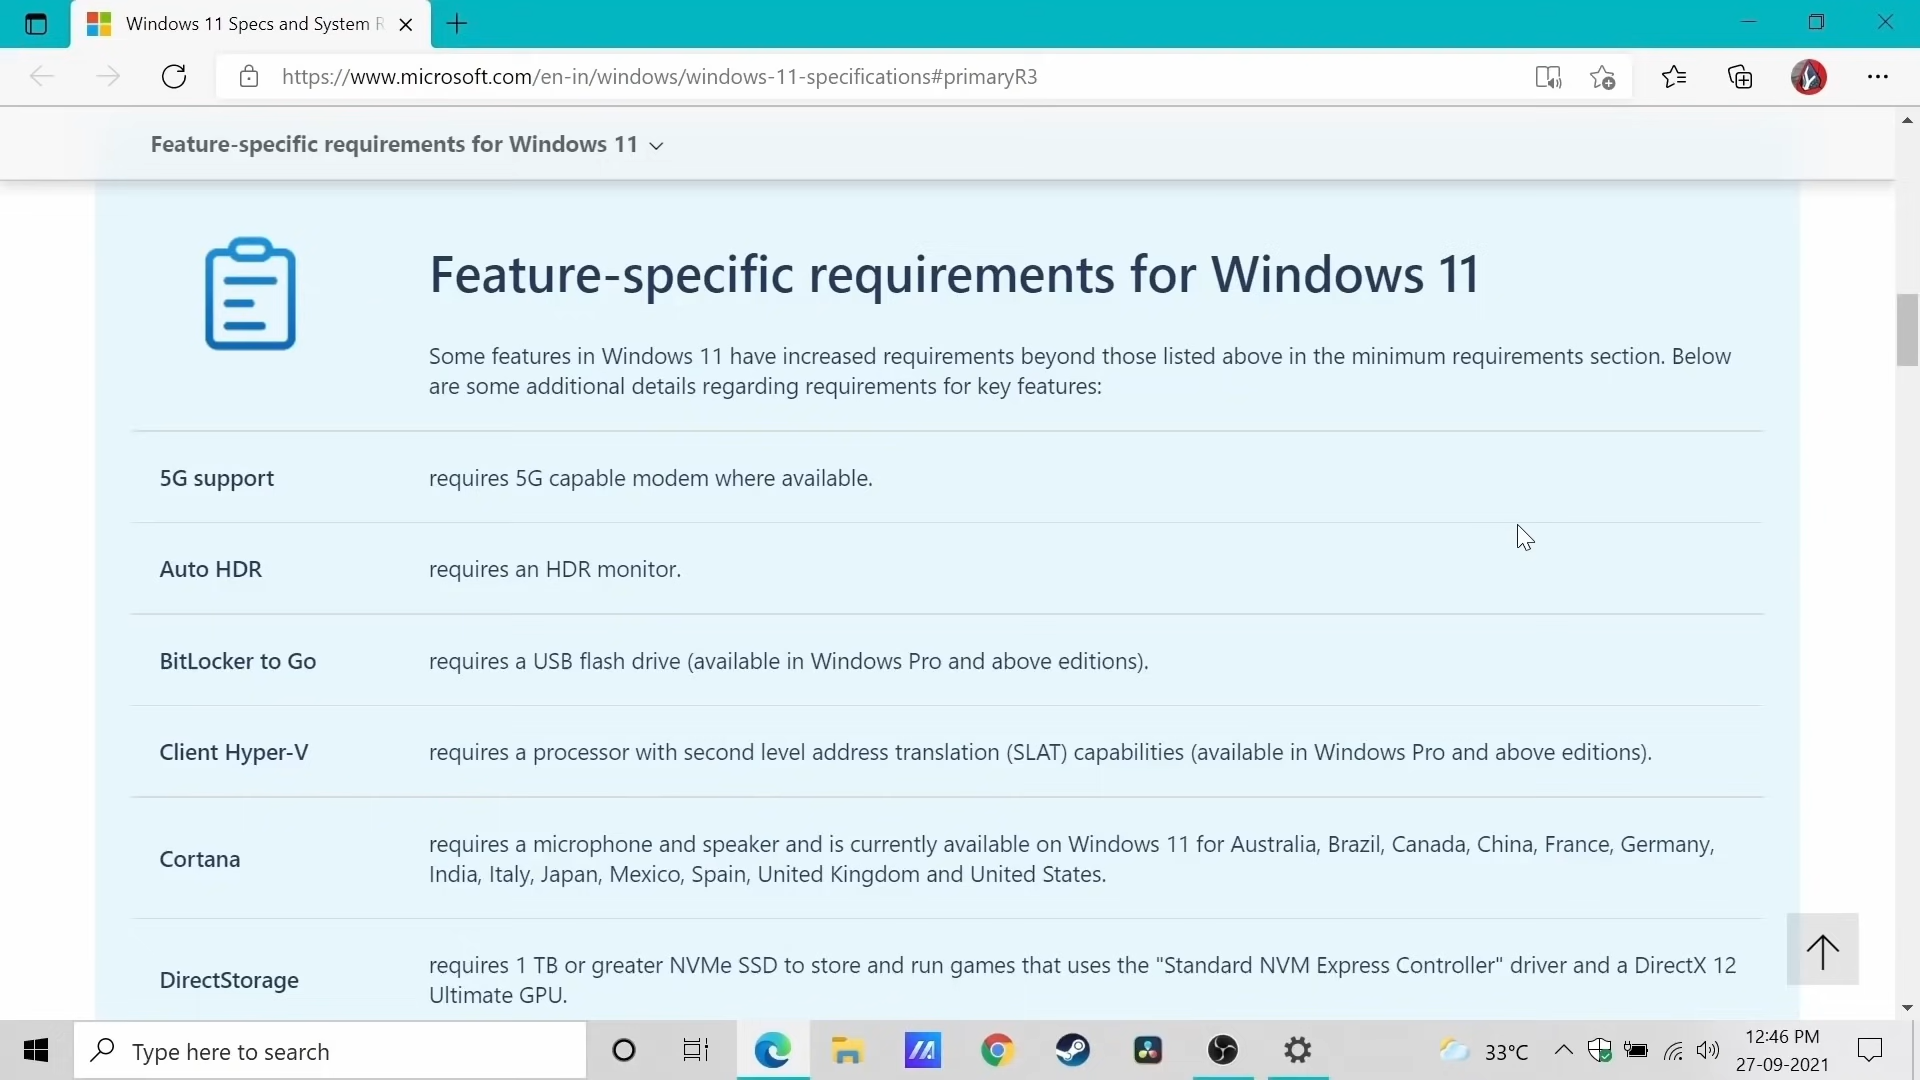 Windows 11 Specs and System R
https://www.microsoft.com/en-in/windows/windows-11-specifications#primaryR3
Feature-specific requirements for Windows 11
Feature-specific requirements for Windows 11
Some features in Windows 11 have increased requirements beyond those listed above in the minimum requirements section. Below
are some additional details regarding requirements for key features:
5G support
requires 5G capable modem where available.
Auto HDR
requires an HDR monitor.
BitLocker to Go
requires a USB flash drive (available in Windows Pro and above editions).
Client Hyper-V
requires a processor with second level address translation (SLAT) capabilities (available in Windows Pro and above editions).
Cortana
requires a microphone and speaker and is currently available on Windows 11 for Australia, Brazil, Canada, China, France, Germany,
India, Italy, Japan, Mexico, Spain, United Kingdom and United States.
DirectStorage
requires 1 TB or greater NVMe SSD to store and run games that uses the "Standard NVM Express Controller" driver and a DirectX 12
Ultimate GPU.
Type here to search
33°C
12:46 PM
27-09-2021